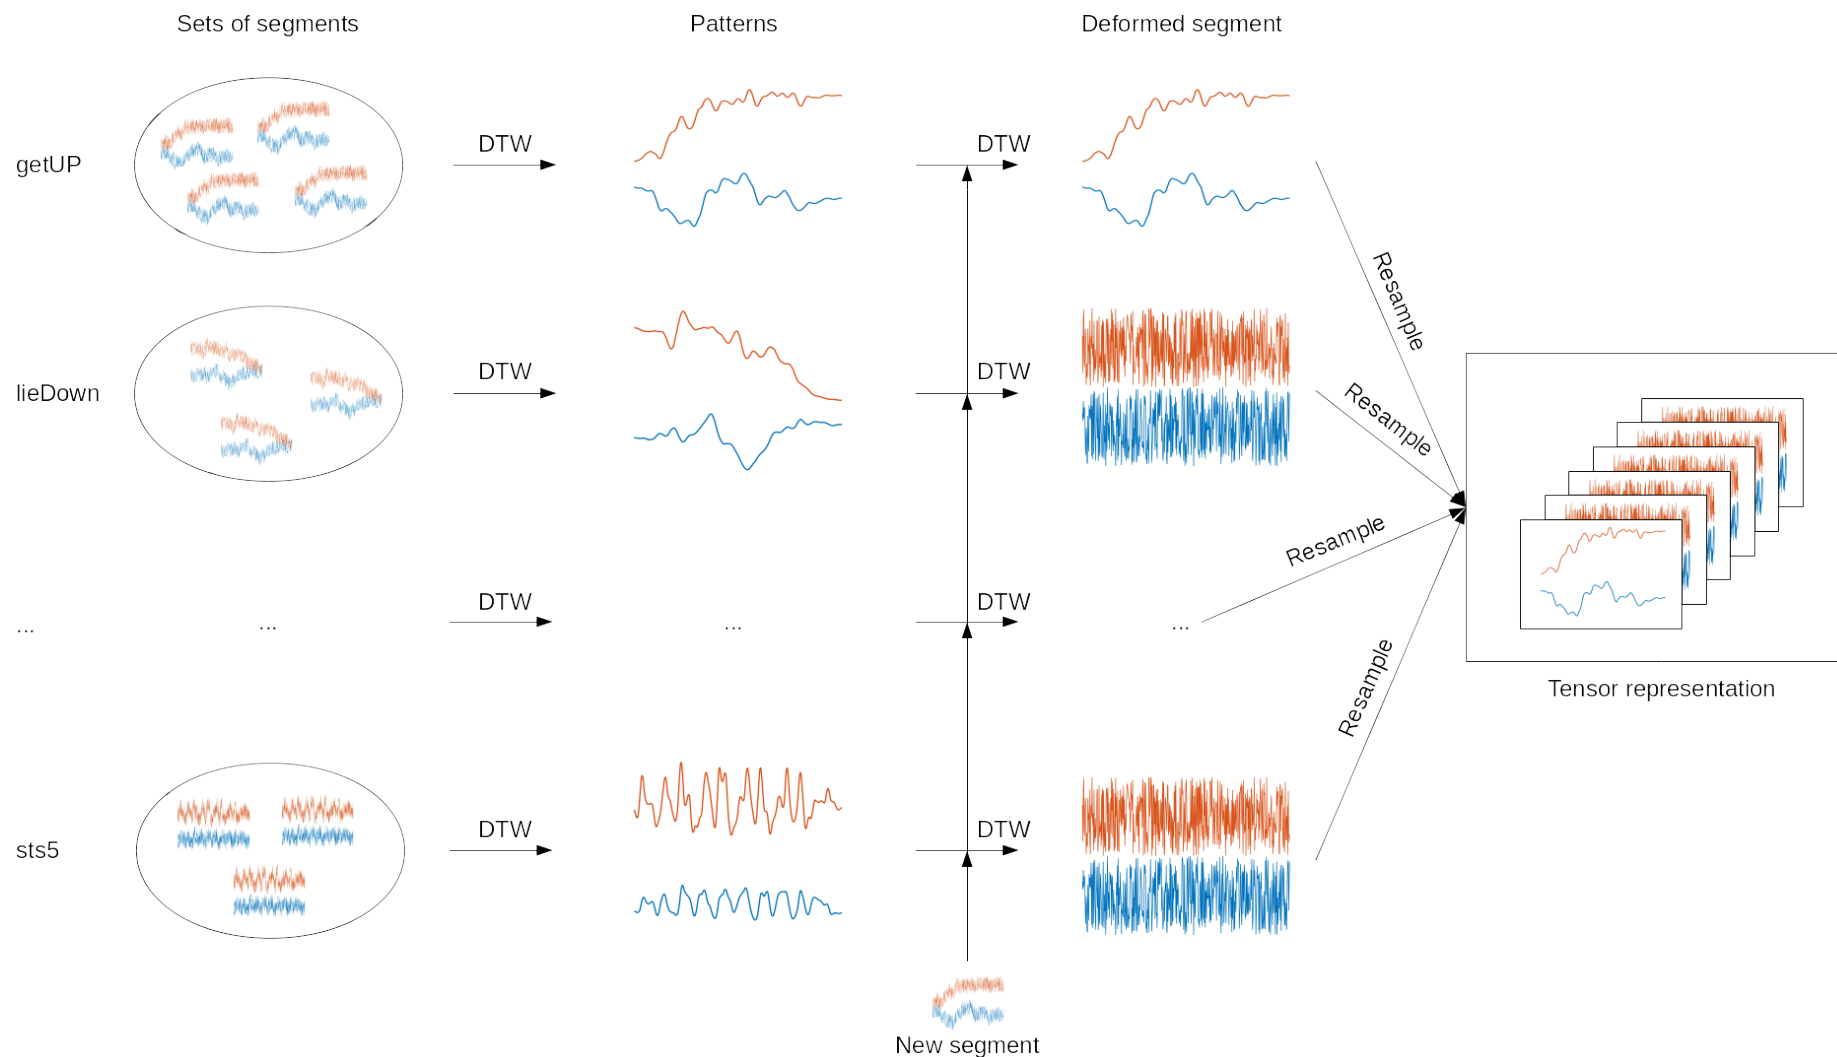 Sets of segments
Patterns
Deformed segment
getUP
DTW
DTW
Resample
lieDown
DTW
DTW
Resample
Resample
...
...
DTW
...
DTW
...
Resample
Tensor representation
sts5
DTW
DTW
New segment